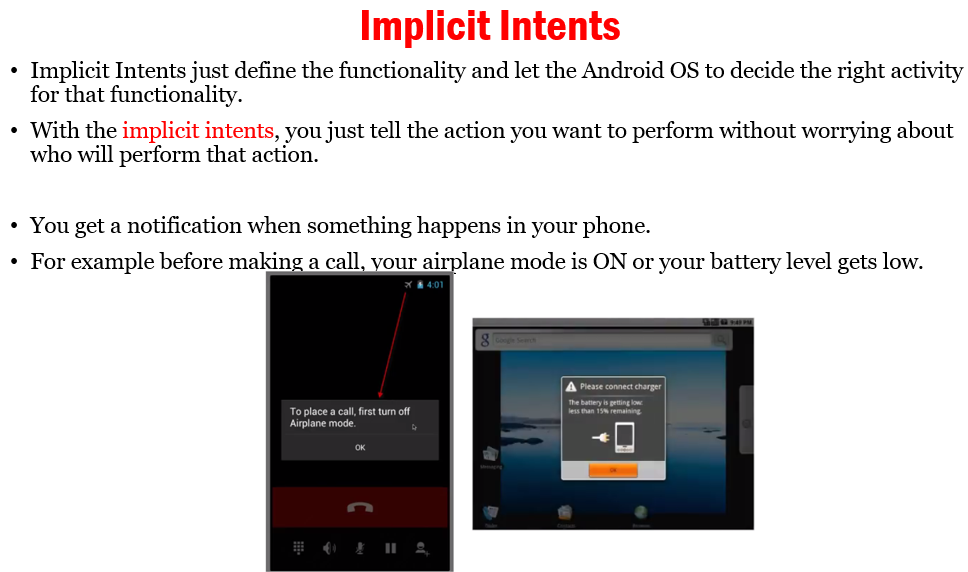 Implicit Intents
• Implicit Intents just define the functionality and let the Android OS to decide the right activity
for that functionality.
• With the implicit intents, you just tell the action you want to perform without worrying about
who will perform that action.
• You get a notification when something happens in your phone.
• For example before making a call, your airplane mode is ON or your battery level gets low.
4:01
To place a call, first turn off
Airplane mode.
OK
9:40 PM
Google Search
Please connect charger
The battery is getting low:
less than 15% remaining.
OK
Messaging
Browser